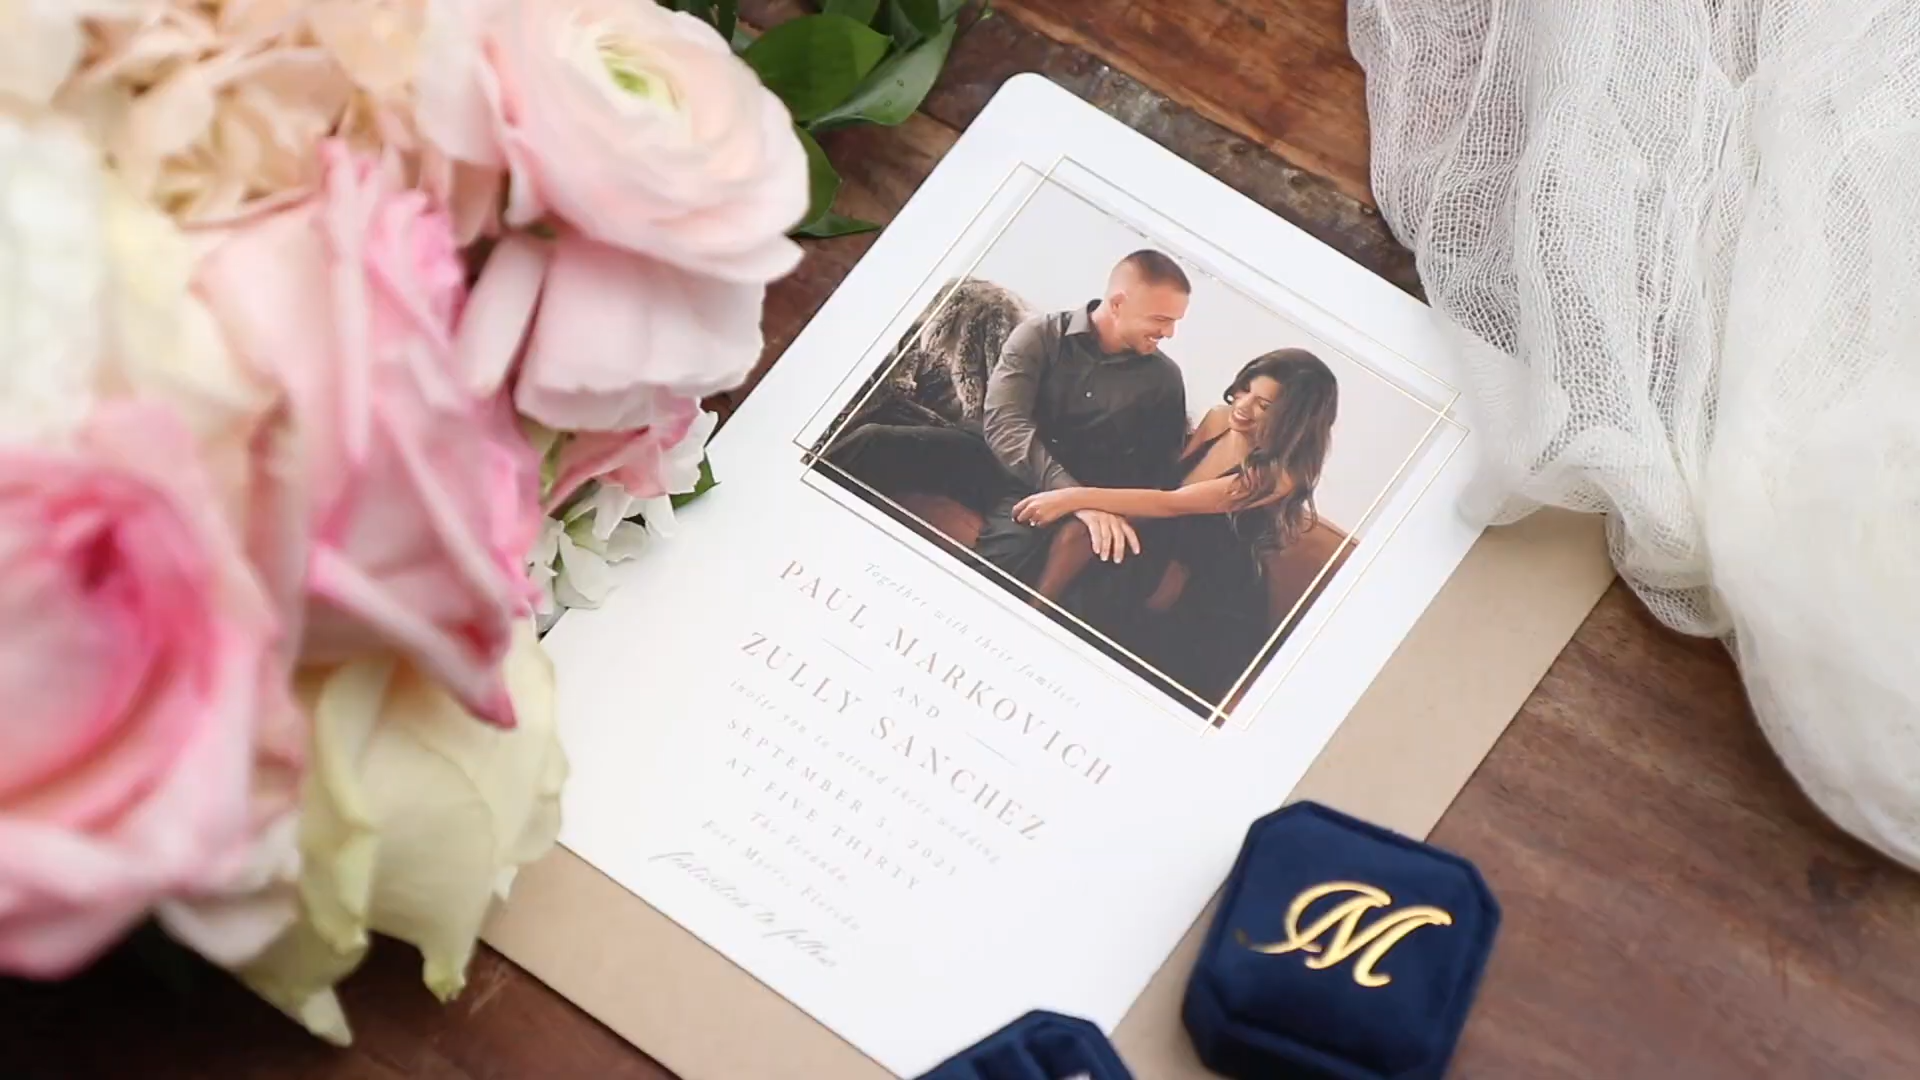 Together with their families
PAUL MARKOVICH
AND
ZULLY SANCHEZ
invite you to attend their wedding
SEPTEMBER 5, 2021
AT FIVE THIRTY
The Veranda,
Fort Myers, Florida
to follow
M